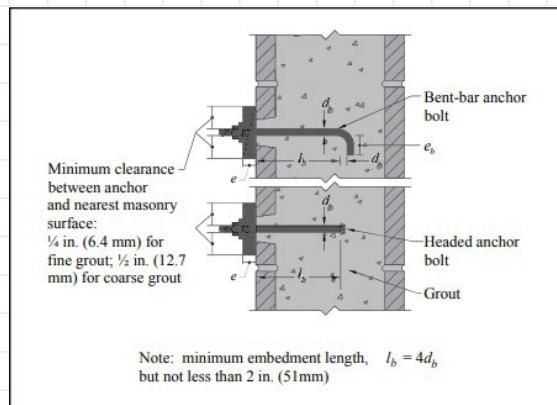 d_b
Bent-bar anchor
bolt
l_b
d_b
e_b
e
Minimum clearance
between anchor
and nearest masonry
surface:
¼ in. (6.4 mm) for
fine grout; ½ in. (12.7
mm) for coarse grout
d_b
Headed anchor
bolt
l_b
e
Grout
Note: minimum embedment length, l_b = 4d_b
but not less than 2 in. (51mm)